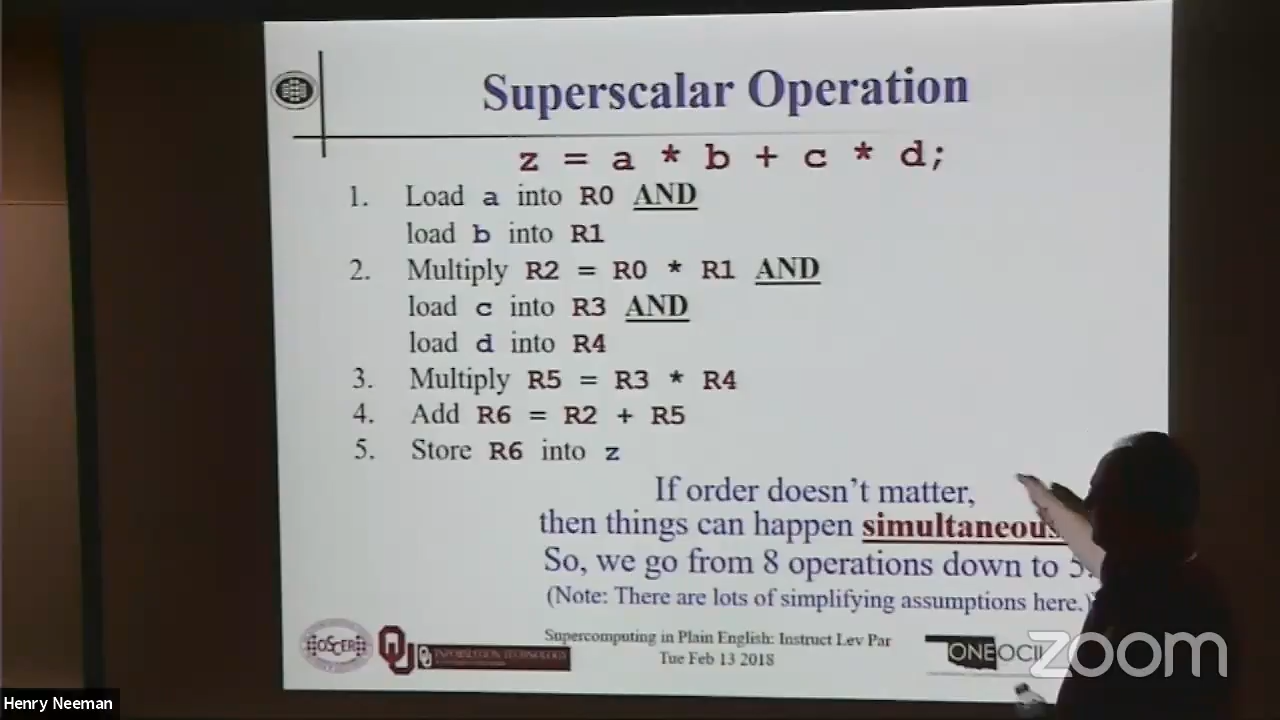 Superscalar Operation
z = a * b + c * d;
1. Load a into R0 AND
load b into R1
2. Multiply R2 = R0 * R1 AND
load c into R3 AND
load d into R4
3. Multiply R5 = R3 * R4
4. Add R6 = R2 + R5
5. Store R6 into z
If order doesn't matter,
then things can happen simultaneous
So, we go from 8 operations down to 5.
(Note: There are lots of simplifying assumptions here.)
OSCER
OU
INFORMATION TECHNOLOGY
Supercomputing in Plain English: Instruct Lev Par
Tue Feb 13 2018
ONEOCII
zoom
Henry Neeman